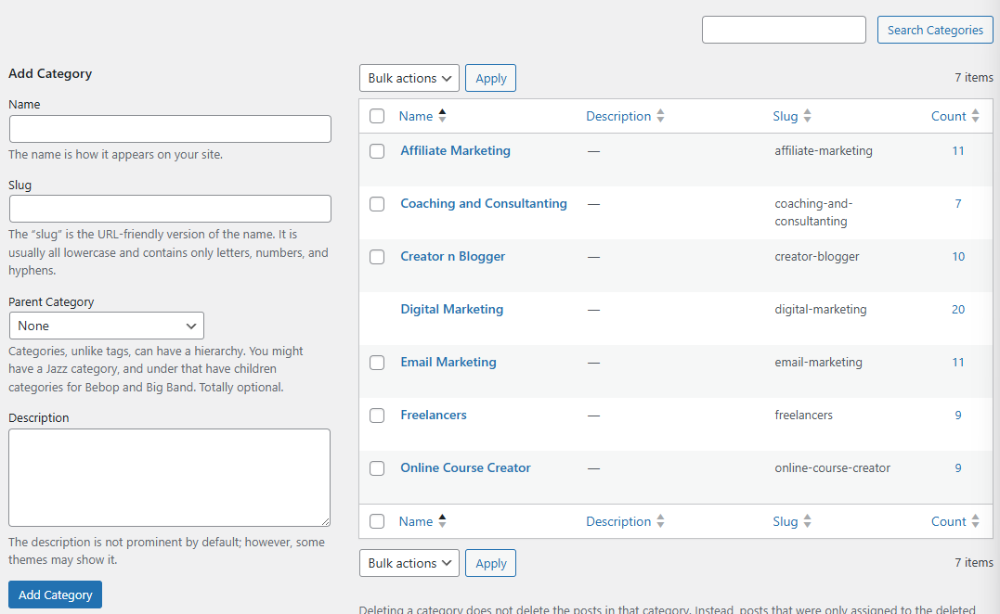 Search Categories
Add Category
Name
The name is how it appears on your site.
Slug
The “slug” is the URL-friendly version of the name. It is
usually all lowercase and contains only letters, numbers, and
hyphens.
Parent Category
None
Categories, unlike tags, can have a hierarchy. You might
have a Jazz category, and under that have children
categories for Bebop and Big Band. Totally optional.
Description
The description is not prominent by default; however, some
themes may show it.
Add Category
Bulk actions Apply 7 items
Name Description Slug Count
Affiliate Marketing — affiliate-marketing 11
Coaching and Consultanting — coaching-and- 7
consultanting
Creator n Blogger — creator-blogger 10
Digital Marketing — digital-marketing 20
Email Marketing — email-marketing 11
Freelancers — freelancers 9
Online Course Creator — online-course-creator 9
Name Description Slug Count
Bulk actions Apply 7 items
Deleting a category does not delete the posts in that category. Instead, posts that were only assigned to the deleted